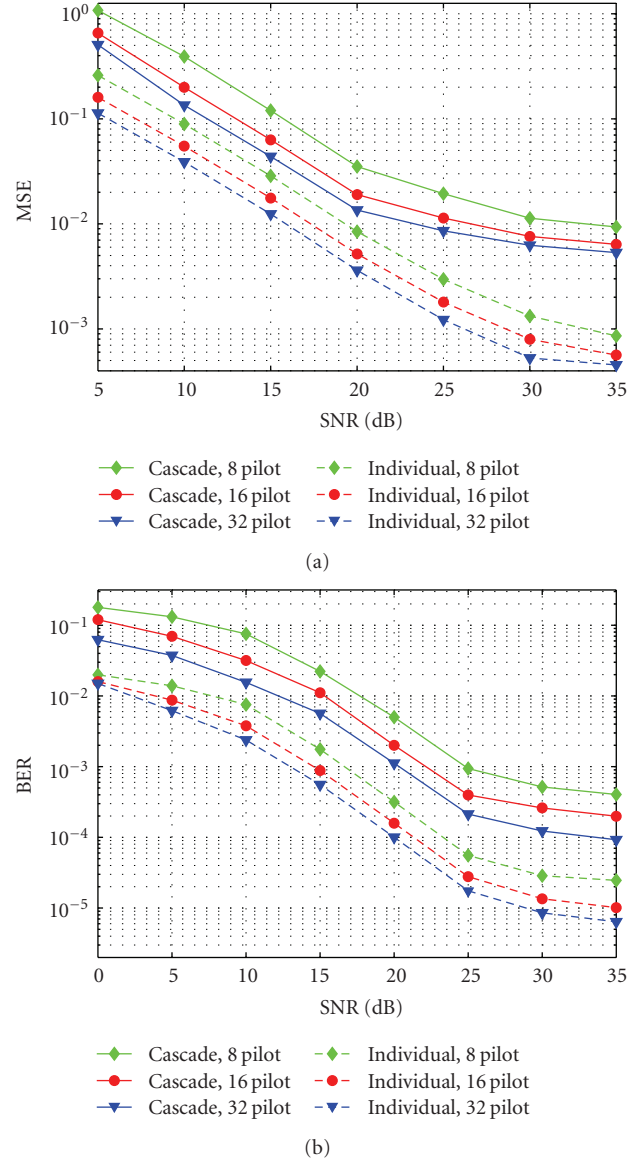 10^0
10^−1
10^−2
10^−3
MSE
5 10 15 20 25 30 35
SNR (dB)
Cascade, 8 pilot Individual, 8 pilot
Cascade, 16 pilot Individual, 16 pilot
Cascade, 32 pilot Individual, 32 pilot
(a)
10^−1
10^−2
10^−3
10^−4
10^−5
BER
0 5 10 15 20 25 30 35
SNR (dB)
Cascade, 8 pilot Individual, 8 pilot
Cascade, 16 pilot Individual, 16 pilot
Cascade, 32 pilot Individual, 32 pilot
(b)